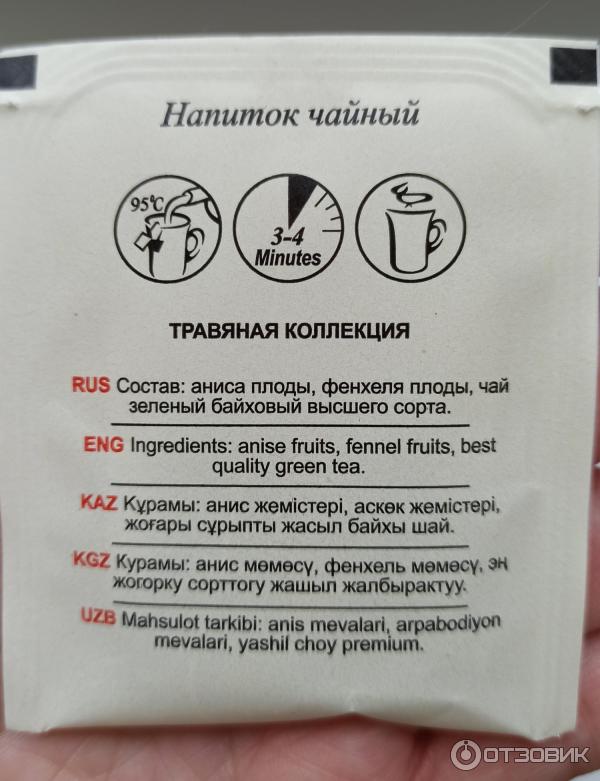 Напиток чайный
95°C
3-4
Minutes
ТРАВЯНАЯ КОЛЛЕКЦИЯ
RUS Состав: аниса плоды, фенхеля плоды, чай
зеленый байховый высшего сорта.
ENG Ingredients: anise fruits, fennel fruits, best
quality green tea.
KAZ Құрамы: анис жемістері, аскөк жемістері,
жоғары сұрыпты жасыл байхы шай.
KGZ Курамы: анис мөмөсү, фенхель мөмөсү, эң
жогорку сорттогу жашыл жалбырактуу.
UZB Mahsulot tarkibi: anis mevalari, arpabodiyon
mevalari, yashil choy premium.
ОТЗОВИК